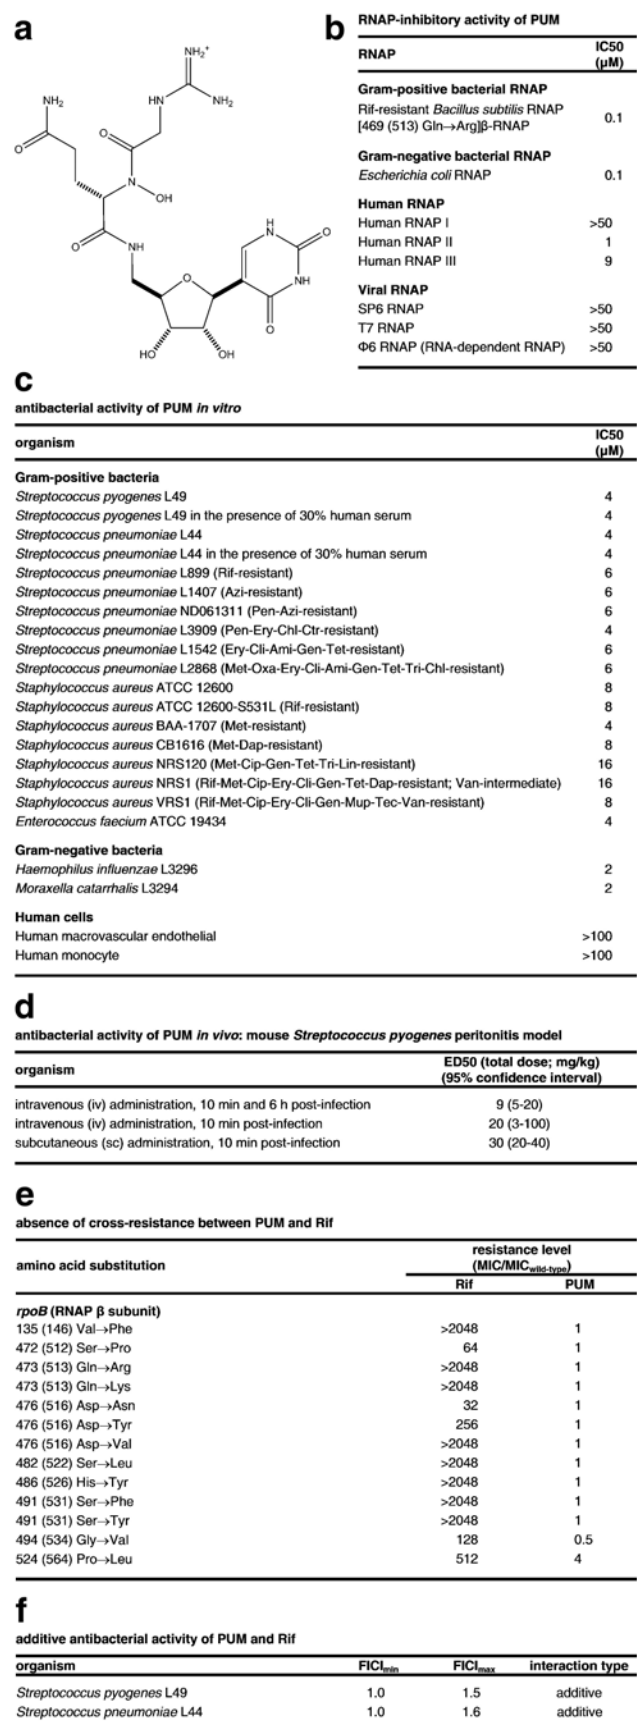 a
NH2+
NH2
HN
NH2
O
O
N
OH
O
NH
O
HN
O
NH
O
HO
OH
b
RNAP-inhibitory activity of PUM
RNAP IC50 (μM)
Gram-positive bacterial RNAP
Rif-resistant Bacillus subtilis RNAP
[469 (513) Gln→Arg]β-RNAP 0.1
Gram-negative bacterial RNAP
Escherichia coli RNAP 0.1
Human RNAP
Human RNAP I >50
Human RNAP II 1
Human RNAP III 9
Viral RNAP
SP6 RNAP >50
T7 RNAP >50
Φ6 RNAP (RNA-dependent RNAP) >50
c
antibacterial activity of PUM in vitro
organism IC50 (μM)
Gram-positive bacteria
Streptococcus pyogenes L49 4
Streptococcus pyogenes L49 in the presence of 30% human serum 4
Streptococcus pneumoniae L44 4
Streptococcus pneumoniae L44 in the presence of 30% human serum 4
Streptococcus pneumoniae L899 (Rif-resistant) 6
Streptococcus pneumoniae L1407 (Azi-resistant) 6
Streptococcus pneumoniae ND061311 (Pen-Azi-resistant) 6
Streptococcus pneumoniae L3909 (Pen-Ery-Chl-Ctr-resistant) 4
Streptococcus pneumoniae L1542 (Ery-Cli-Ami-Gen-Tet-resistant) 6
Streptococcus pneumoniae L2868 (Met-Oxa-Ery-Cli-Ami-Gen-Tet-Tri-Chl-resistant) 6
Staphylococcus aureus ATCC 12600 8
Staphylococcus aureus ATCC 12600-S531L (Rif-resistant) 8
Staphylococcus aureus BAA-1707 (Met-resistant) 4
Staphylococcus aureus CB1616 (Met-Dap-resistant) 8
Staphylococcus aureus NRS120 (Met-Cip-Gen-Tet-Tri-Lin-resistant) 16
Staphylococcus aureus NRS1 (Rif-Met-Cip-Ery-Cli-Gen-Tet-Dap-resistant; Van-intermediate) 16
Staphylococcus aureus VRS1 (Rif-Met-Cip-Ery-Cli-Gen-Mup-Tec-Van-resistant) 8
Enterococcus faecium ATCC 19434 4
Gram-negative bacteria
Haemophilus influenzae L3296 2
Moraxella catarrhalis L3294 2
Human cells
Human macrovascular endothelial >100
Human monocyte >100
d
antibacterial activity of PUM in vivo: mouse Streptococcus pyogenes peritonitis model
organism ED50 (total dose; mg/kg) (95% confidence interval)
intravenous (iv) administration, 10 min and 6 h post-infection 9 (5-20)
intravenous (iv) administration, 10 min post-infection 20 (3-100)
subcutaneous (sc) administration, 10 min post-infection 30 (20-40)
e
absence of cross-resistance between PUM and Rif
amino acid substitution resistance level (MIC/MICwild-type)
Rif PUM
rpoB (RNAP β subunit)
135 (146) Val→Phe >2048 1
472 (512) Ser→Pro 64 1
473 (513) Gln→Arg >2048 1
473 (513) Gln→Lys >2048 1
476 (516) Asp→Asn 32 1
476 (516) Asp→Tyr 256 1
476 (516) Asp→Val >2048 1
482 (522) Ser→Leu >2048 1
486 (526) His→Tyr >2048 1
491 (531) Ser→Phe >2048 1
491 (531) Ser→Tyr >2048 1
494 (534) Gly→Val 128 0.5
524 (564) Pro→Leu 512 4
f
additive antibacterial activity of PUM and Rif
organism FICImin FICImax interaction type
Streptococcus pyogenes L49 1.0 1.5 additive
Streptococcus pneumoniae L44 1.0 1.6 additive